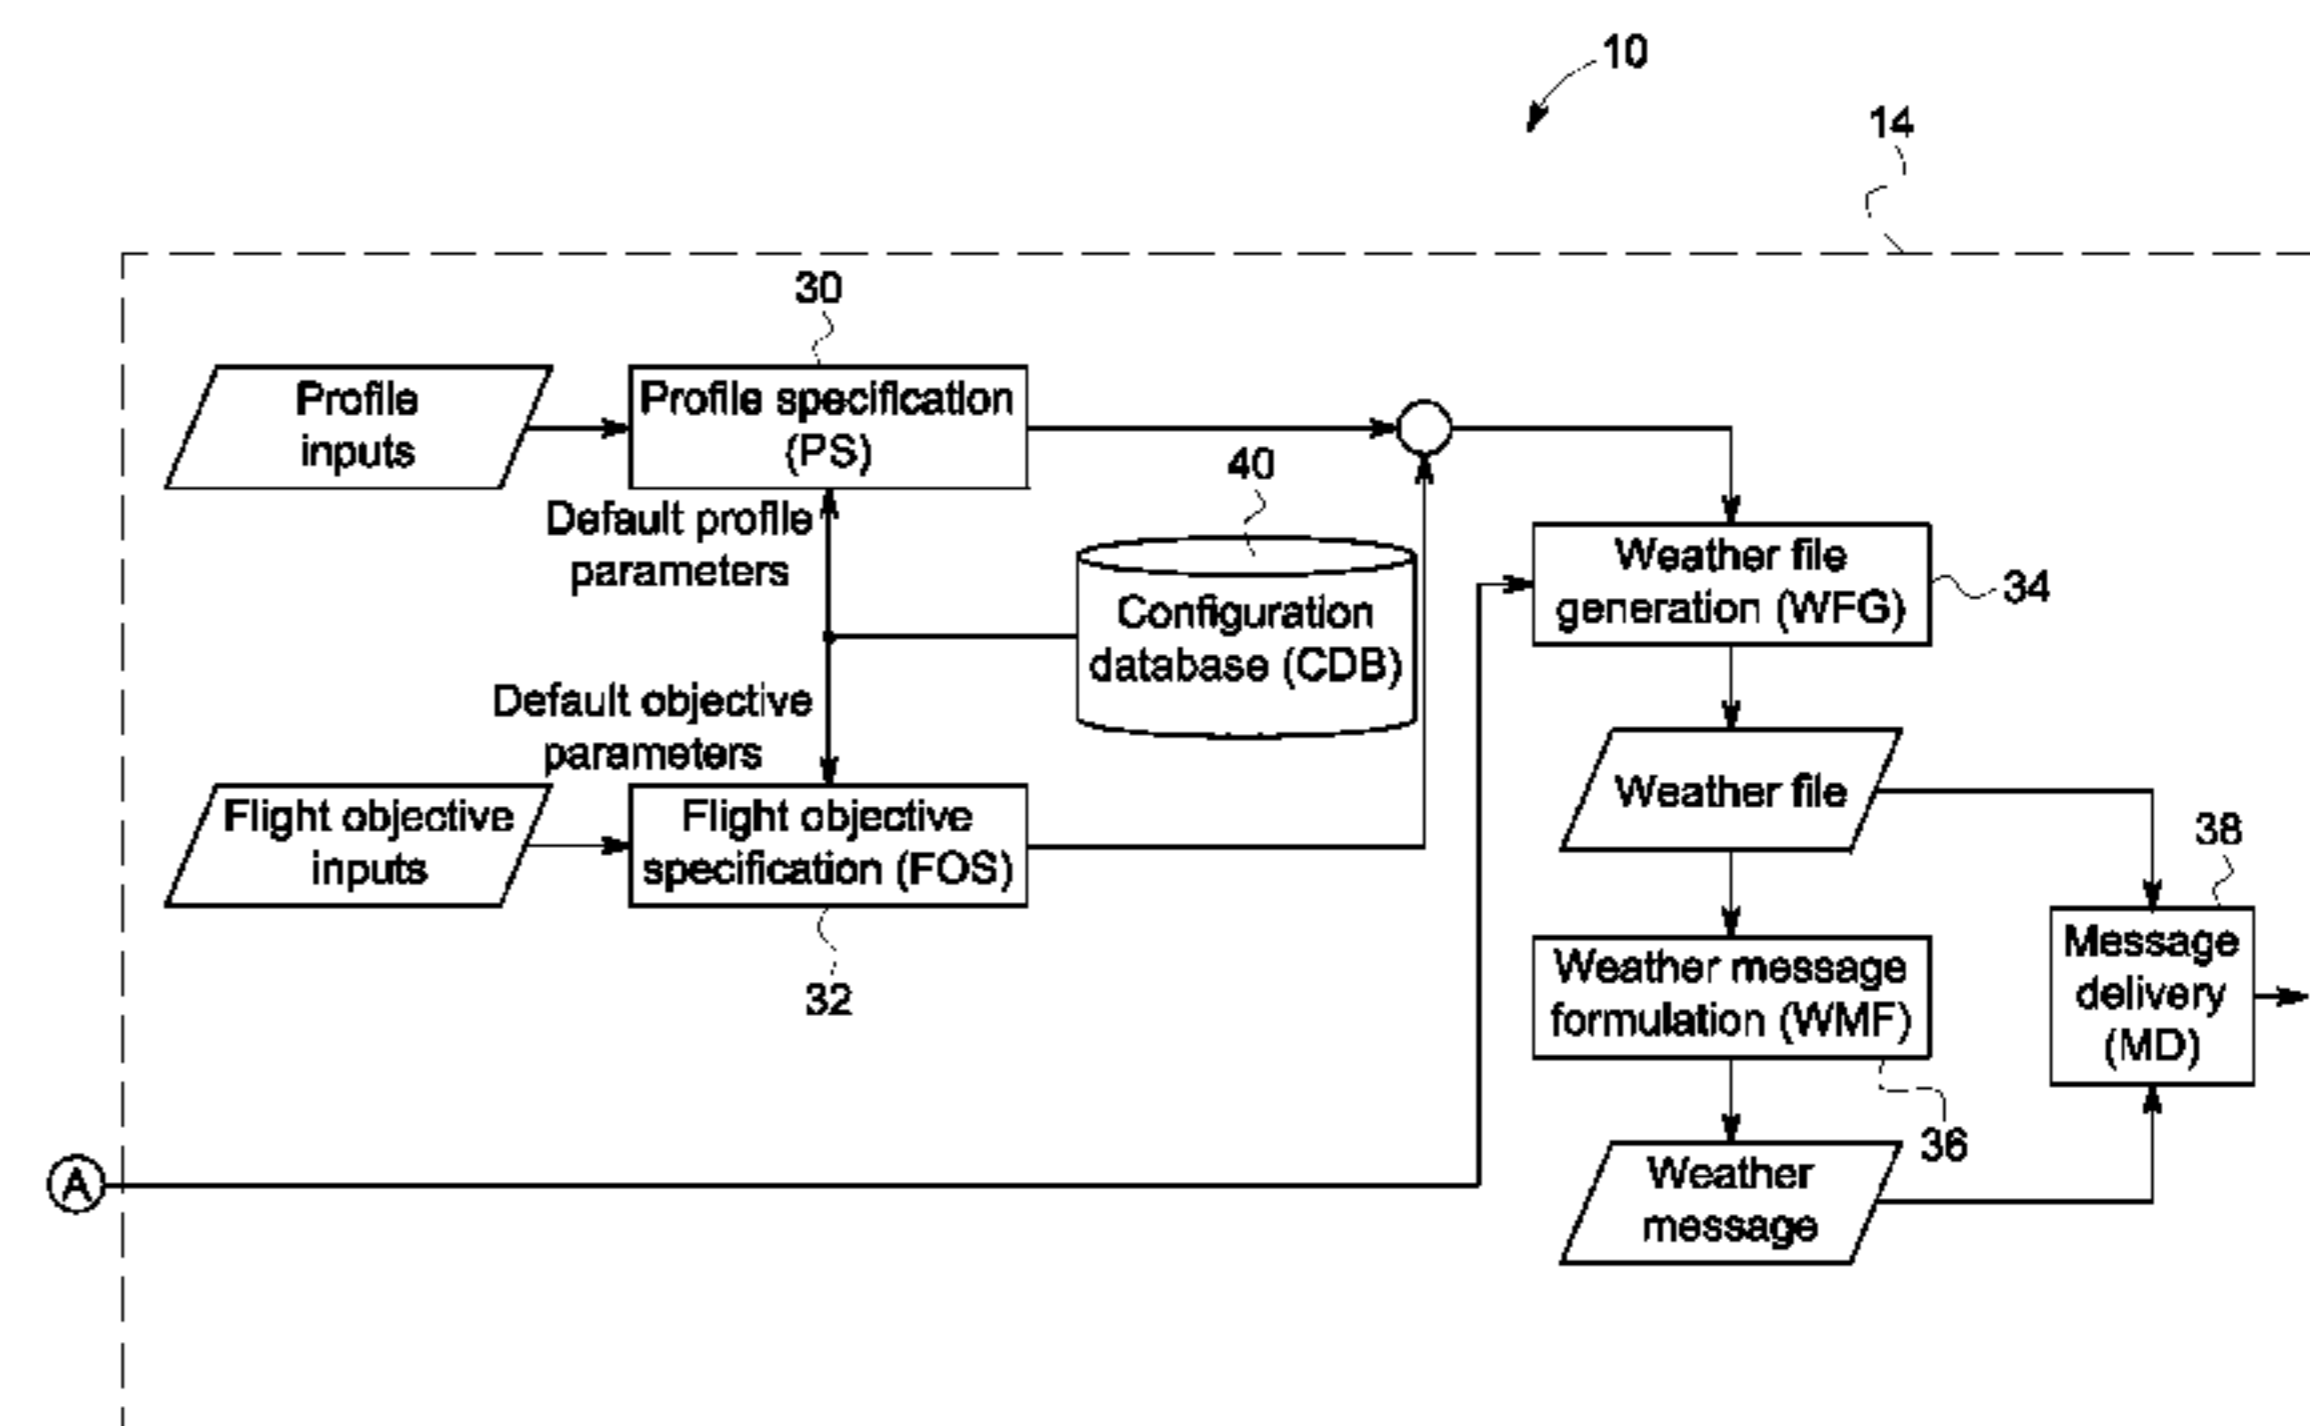 10
14
30
Profile
inputs
Profile specification
(PS)
40
Default profile
parameters
Configuration
database (CDB)
Weather file
generation (WFG)
34
Default objective
parameters
Flight objective
inputs
Flight objective
specification (FOS)
32
Weather file
38
Message
delivery
(MD)
Weather message
formulation (WMF)
36
A
Weather
message